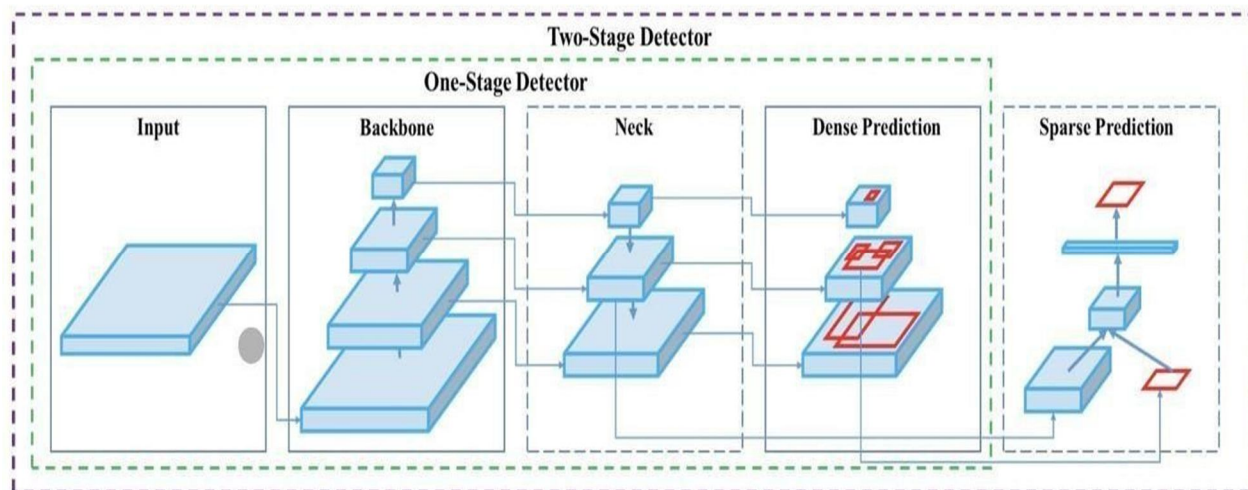 Two-Stage Detector
One-Stage Detector
Input
Backbone
Neck
Dense Prediction
Sparse Prediction